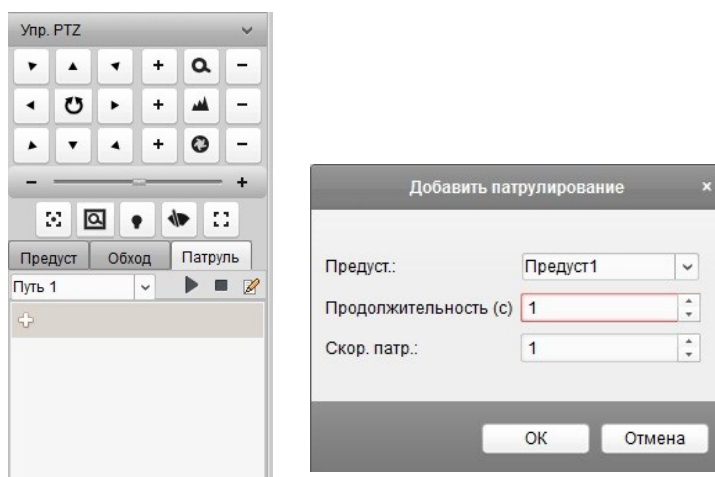 Упр. PTZ
Предуст Обход Патруль
Путь 1
Добавить патрулирование
Предуст.: Предуст1
Продолжительность (с) 1
Скор. патр.: 1
ОК Отмена